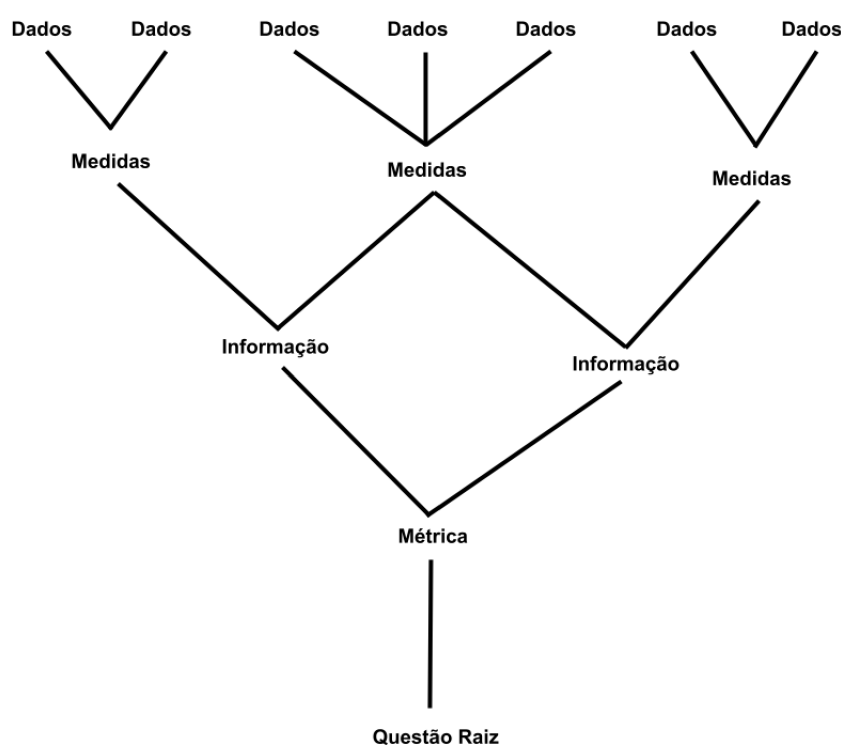 Dados Dados Dados Dados Dados Dados Dados
Medidas Medidas Medidas
Informação Informação
Métrica
Questão Raiz